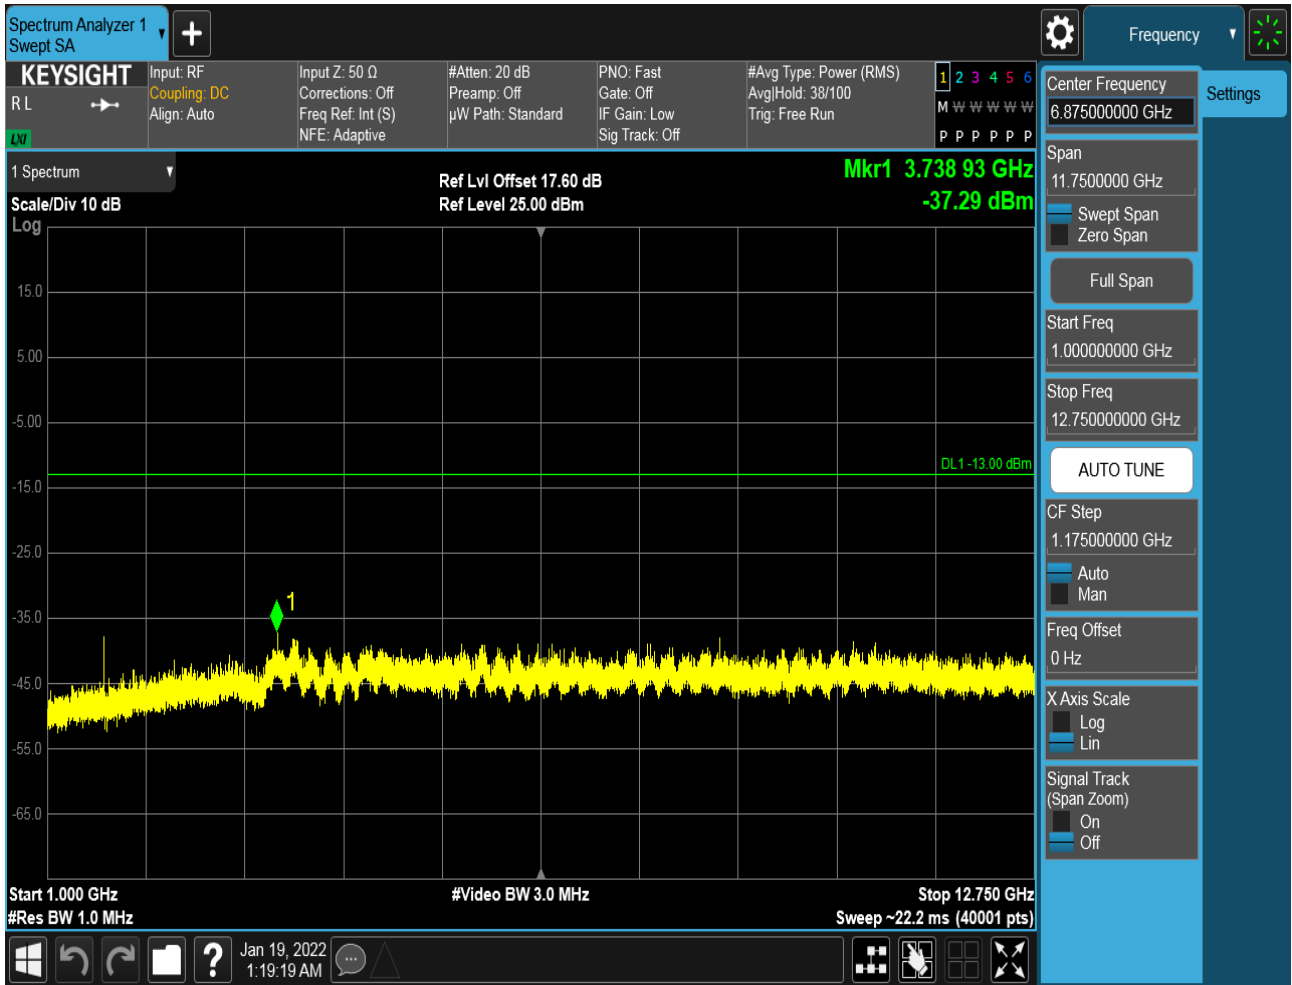 Spectrum Analyzer 1
Swept SA
Frequency
KEYSIGHT
R L
LXI
Input: RF
Coupling: DC
Align: Auto
Input Z: 50 Ω
Corrections: Off
Freq Ref: Int (S)
NFE: Adaptive
#Atten: 20 dB
Preamp: Off
µW Path: Standard
PNO: Fast
Gate: Off
IF Gain: Low
Sig Track: Off
#Avg Type: Power (RMS)
Avg|Hold: 38/100
Trig: Free Run
1 2 3 4 5 6
M W W W W W
P P P P P P
1 Spectrum
Scale/Div 10 dB
Log
Ref Lvl Offset 17.60 dB
Ref Level 25.00 dBm
Mkr1 3.738 93 GHz
-37.29 dBm
15.0
5.00
-5.00
DL1 -13.00 dBm
-15.0
-25.0
1
-35.0
-45.0
-55.0
-65.0
Start 1.000 GHz
#Res BW 1.0 MHz
#Video BW 3.0 MHz
Stop 12.750 GHz
Sweep ~22.2 ms (40001 pts)
Jan 19, 2022
1:19:19 AM
Center Frequency
6.875000000 GHz
Settings
Span
11.7500000 GHz
Swept Span
Zero Span
Full Span
Start Freq
1.000000000 GHz
Stop Freq
12.750000000 GHz
AUTO TUNE
CF Step
1.175000000 GHz
Auto
Man
Freq Offset
0 Hz
X Axis Scale
Log
Lin
Signal Track
(Span Zoom)
On
Off